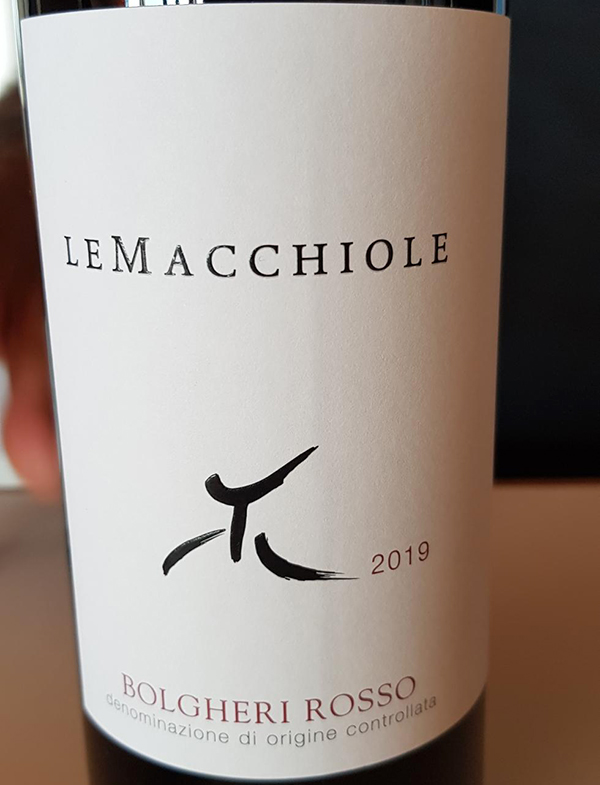 LEMACCHIOLE
2019
BOLGHERI ROSSO
denominazione di origine controllata